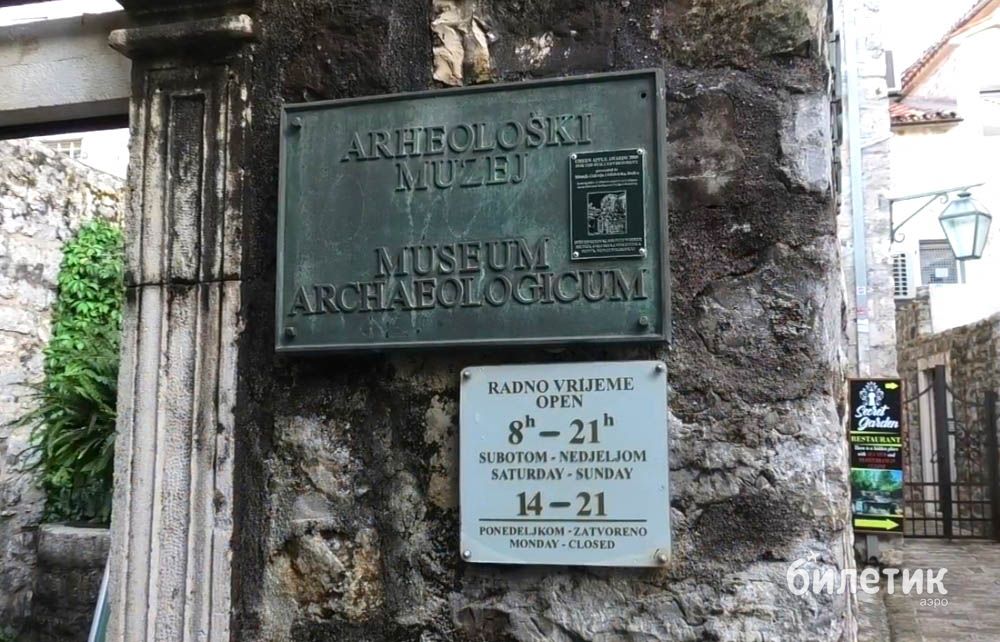 ARHEOLOŠKI
MUZEJ
MUSEUM
ARCHAEOLOGICUM
RADNO VRIJEME
OPEN
8h – 21h
SUBOTOM - NEDJELJOM
SATURDAY - SUNDAY
14 – 21
PONEDELJKOM - ZATVORENO
MONDAY - CLOSED
Secret
Garden
RESTAURANT
билетик
аэро